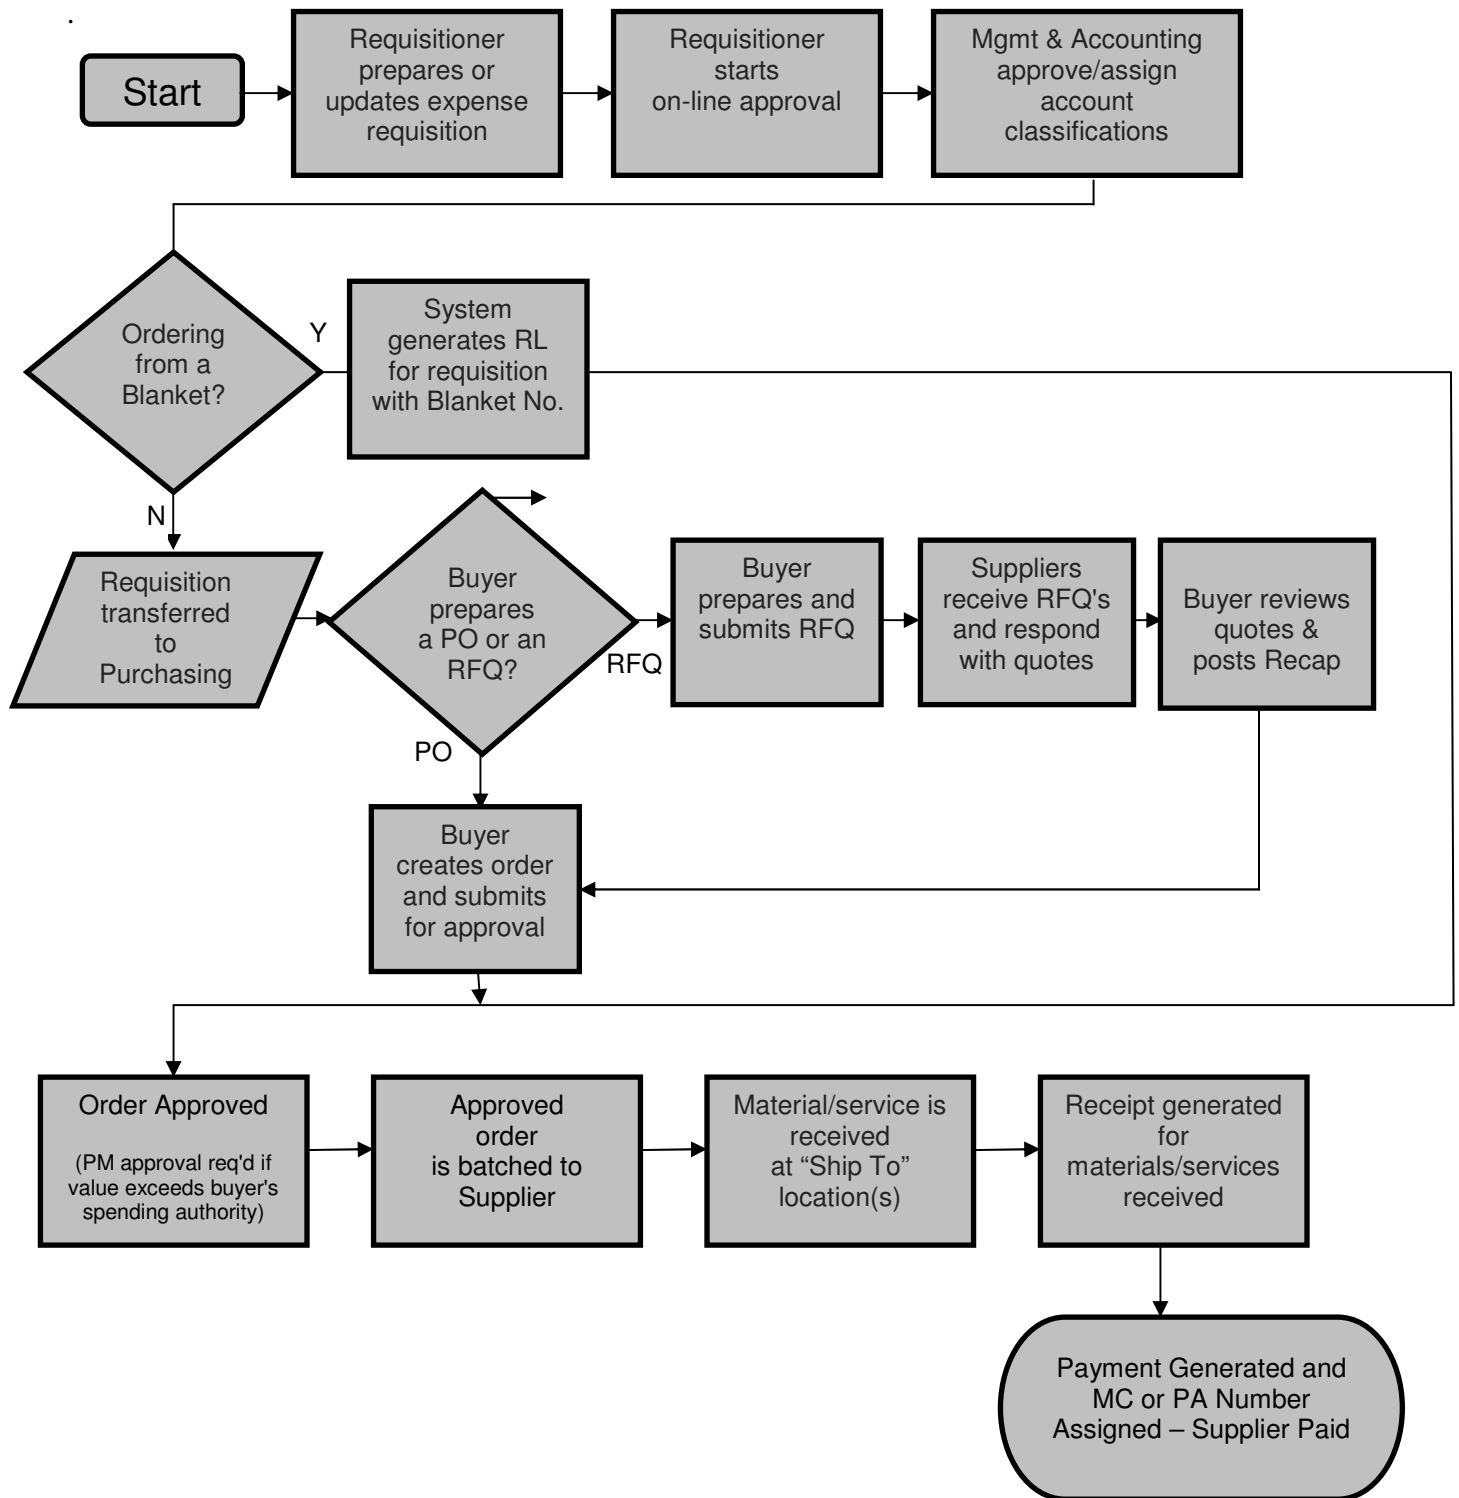 .
Start
Requisitioner
prepares or
updates expense
requisition
Requisitioner
starts
on-line approval
Mgmt & Accounting
approve/assign
account
classifications
Ordering
from a
Blanket?
Y
System
generates RL
for requisition
with Blanket No.
N
Requisition
transferred
to
Purchasing
Buyer
prepares
a PO or an
RFQ?
RFQ
PO
Buyer
prepares and
submits RFQ
Suppliers
receive RFQ's
and respond
with quotes
Buyer reviews
quotes &
posts Recap
Buyer
creates order
and submits
for approval
Order Approved
(PM approval req'd if
value exceeds buyer's
spending authority)
Approved
order
is batched to
Supplier
Material/service is
received
at “Ship To”
location(s)
Receipt generated
for
materials/services
received
Payment Generated and
MC or PA Number
Assigned – Supplier Paid